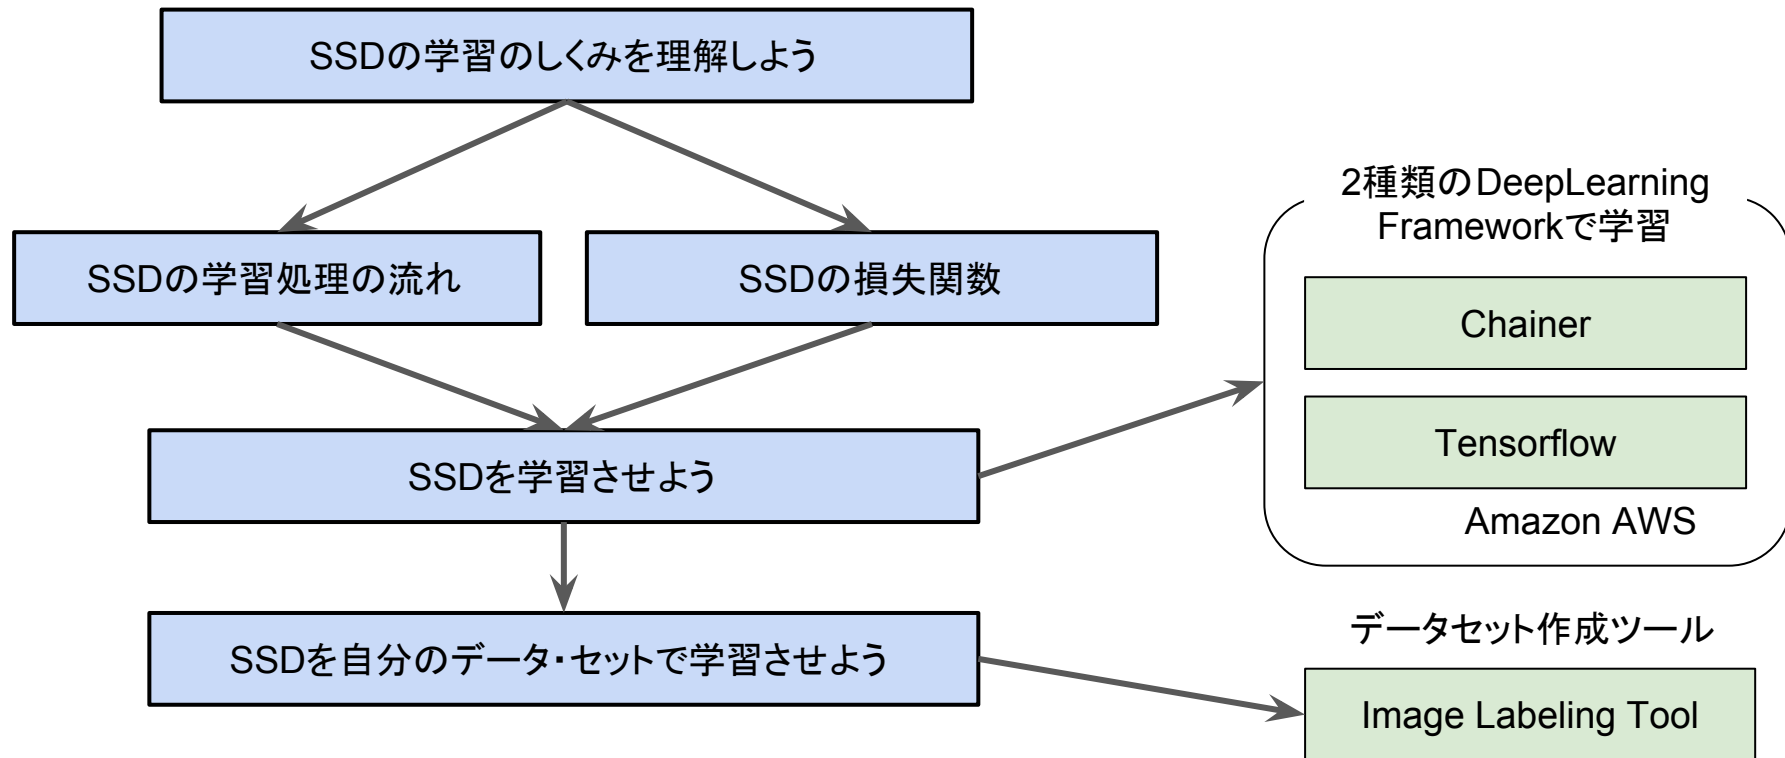 SSDの学習のしくみを理解しよう
SSDの学習処理の流れ
SSDの損失関数
SSDを学習させよう
SSDを自分のデータ・セットで学習させよう
2種類のDeepLearning
Frameworkで学習
Chainer
Tensorflow
Amazon AWS
データセット作成ツール
Image Labeling Tool